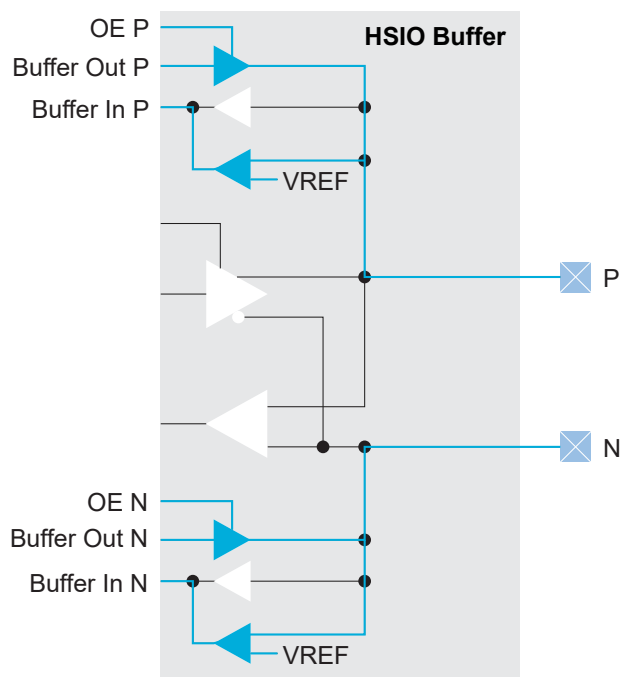 OE P
HSIO Buffer
Buffer Out P
Buffer In P
VREF
P
N
OE N
Buffer Out N
Buffer In N
VREF